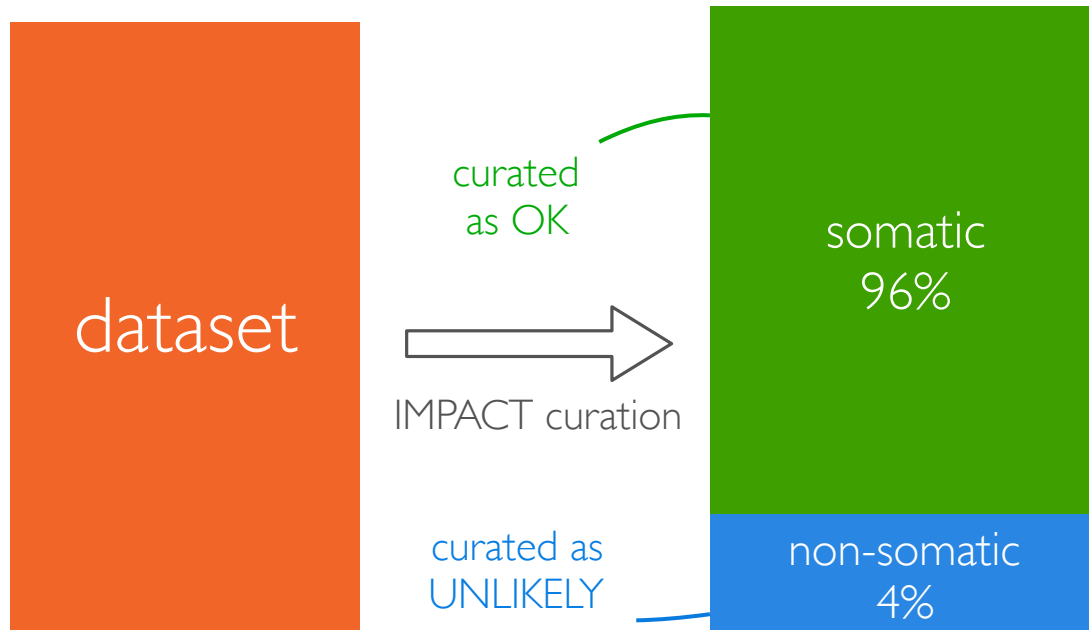 dataset
curated
as OK
IMPACT curation
curated as
UNLIKELY
somatic
96%
non-somatic
4%